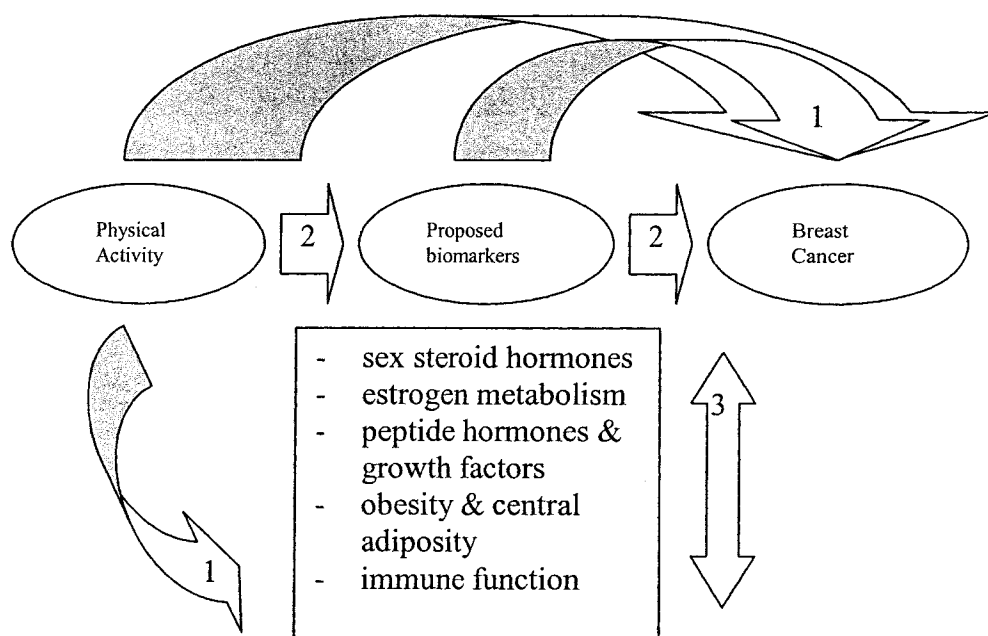 1
Physical
Activity
2
Proposed
biomarkers
2
Breast
Cancer
- sex steroid hormones
- estrogen metabolism
- peptide hormones &
growth factors
- obesity & central
adiposity
- immune function
3
1